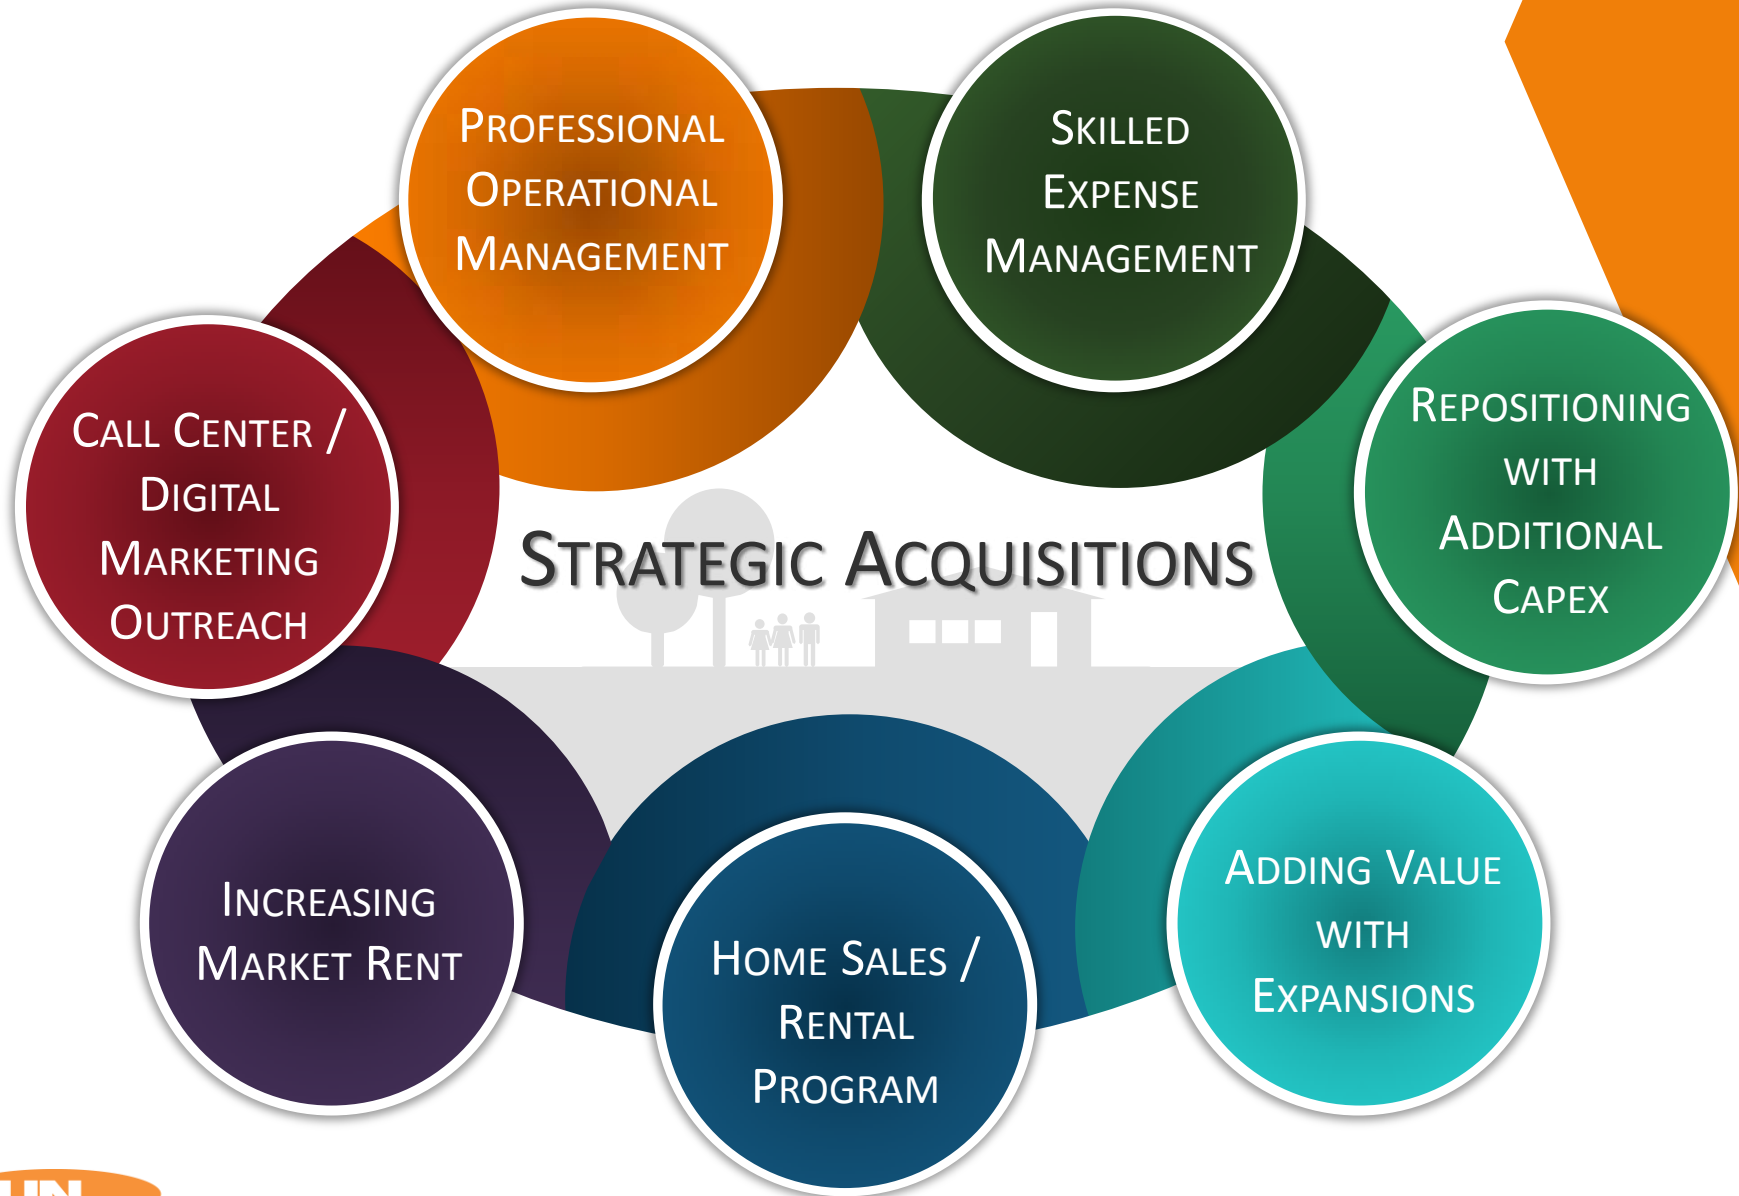 PROFESSIONAL
OPERATIONAL
MANAGEMENT
SKILLED
EXPENSE
MANAGEMENT
REPOSITIONING
WITH
ADDITIONAL
CAPEX
ADDING VALUE
WITH
EXPANSIONS
HOME SALES /
RENTAL
PROGRAM
INCREASING
MARKET RENT
CALL CENTER /
DIGITAL
MARKETING
OUTREACH
STRATEGIC ACQUISITIONS